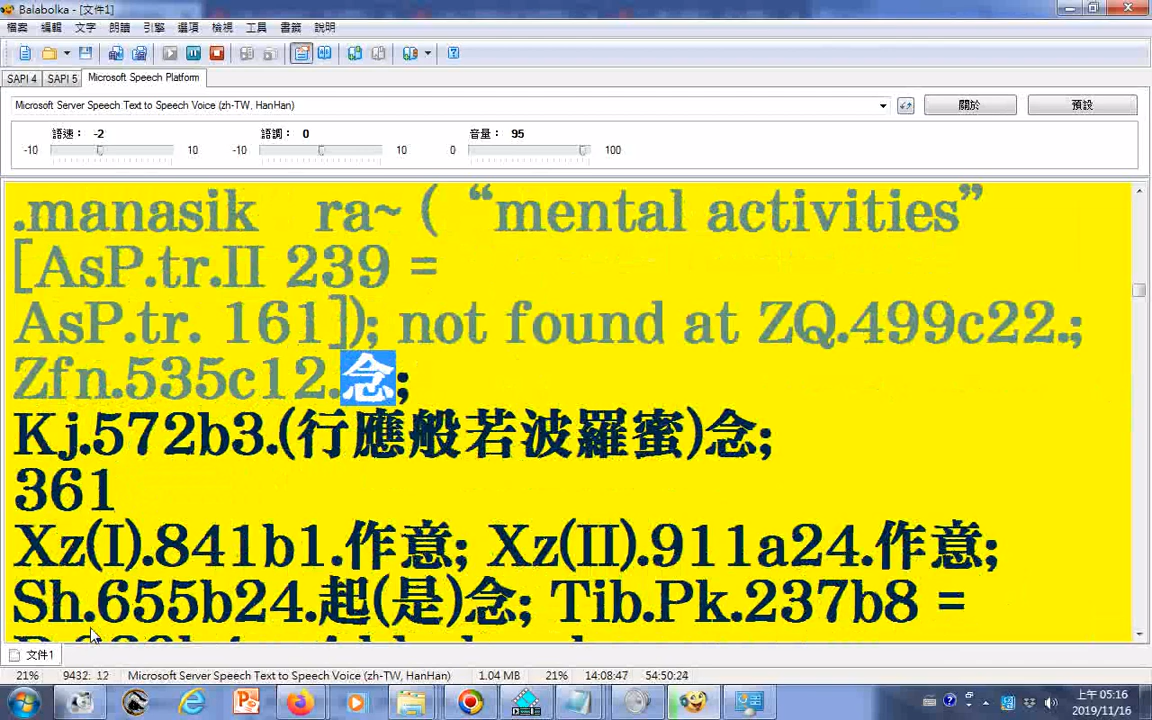 Balabolka - [文件1]
檔案 編輯 文字 朗讀 引擎 選項 檢視 工具 書籤 說明
SAPI 4 SAPI 5 Microsoft Speech Platform
Microsoft Server Speech Text to Speech Voice (zh-TW, HanHan) 關於 預設
語速： -2 語調： 0 音量： 95
-10 10 -10 10 0 100
.manasik　ra~ (“mental activities”
[AsP.tr.II 239 =
AsP.tr. 161]); not found at ZQ.499c22.;
Zfn.535c12.念;
Kj.572b3.(行應般若波羅蜜)念;
361
Xz(I).841b1.作意; Xz(II).911a24.作意;
Sh.655b24.起(是)念; Tib.Pk.237b8 =
文件1
21% 9432: 12 Microsoft Server Speech Text to Speech Voice (zh-TW, HanHan) 1.04 MB 21% 14:08:47 54:50:24
上午 05:16
2019/11/16